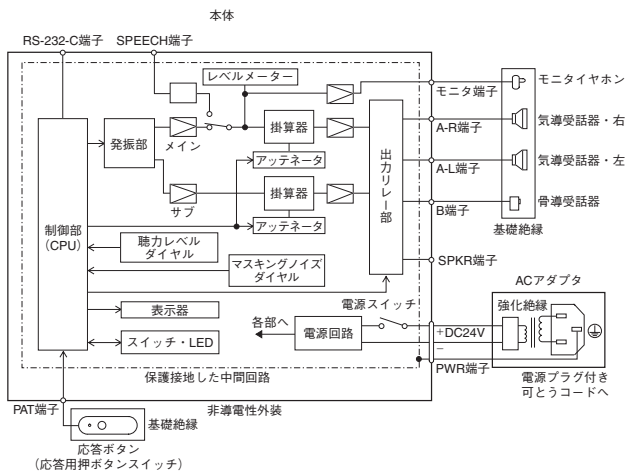 本体
RS-232-C端子
SPEECH端子
レベルメーター
モニタイヤホン
モニタ端子
発振部
メイン
掛算器
気導受話器・右
A-R端子
アッテネータ
出力リレー部
気導受話器・左
A-L端子
掛算器
サブ
骨導受話器
B端子
制御部
(CPU)
アッテネータ
基礎絶縁
聴力レベル
ダイヤル
マスキングノイズ
ダイヤル
SPKR端子
ACアダプタ
電源スイッチ
強化絶縁
表示器
各部へ
電源回路
+DC24V
−
スイッチ・LED
PWR端子
保護接地した中間回路
電源プラグ付き
可とうコードへ
PAT端子
非導電性外装
基礎絶縁
応答ボタン
(応答用押ボタンスイッチ)